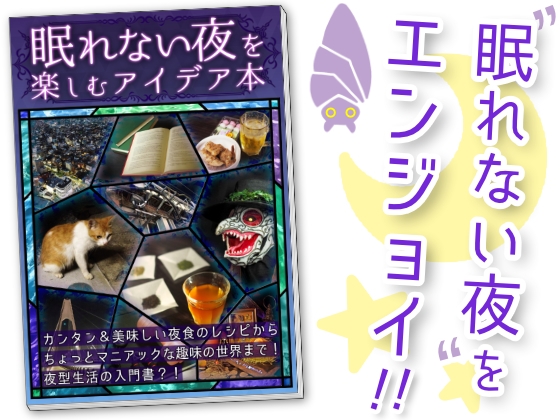 眠れない夜を
楽しむアイデア本
カンタン＆美味しい夜食のレシピから
ちょっとマニアックな趣味の世界まで！
夜型生活の入門書？！
”眠れない夜を“
エンジョイ!!